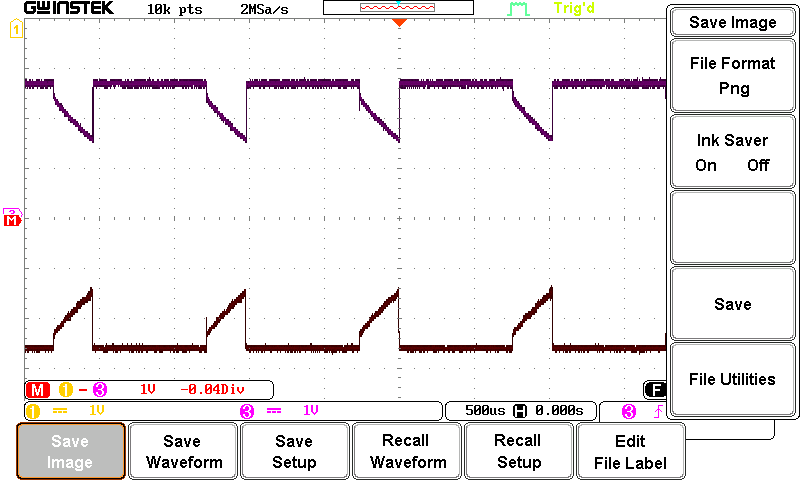 GWINSTEK 10k pts 2MSa/s Trig'd
1
M
M 1 - 3 1V -0.04Div
1 1V 3 1V 500us H 0.000s 3
F
Save Image
File Format
Png
Ink Saver
On Off
Save
File Utilities
Save
Image
Save
Waveform
Save
Setup
Recall
Waveform
Recall
Setup
Edit
File Label